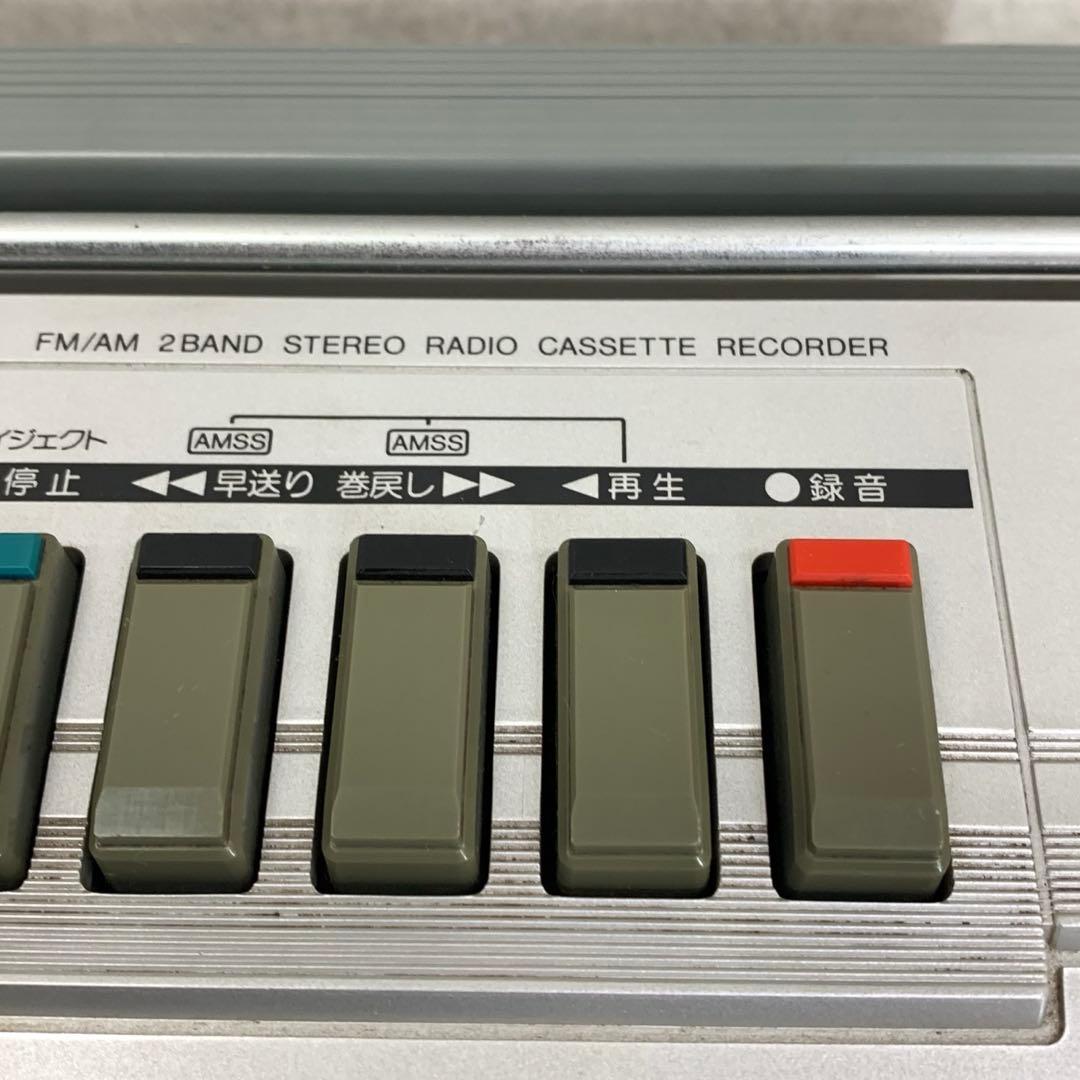 FM/AM 2BAND STEREO RADIO CASSETTE RECORDER
イジェクト AMSS AMSS
停止 ◀◀早送り 巻戻し▶▶ ◀再生 ●録音